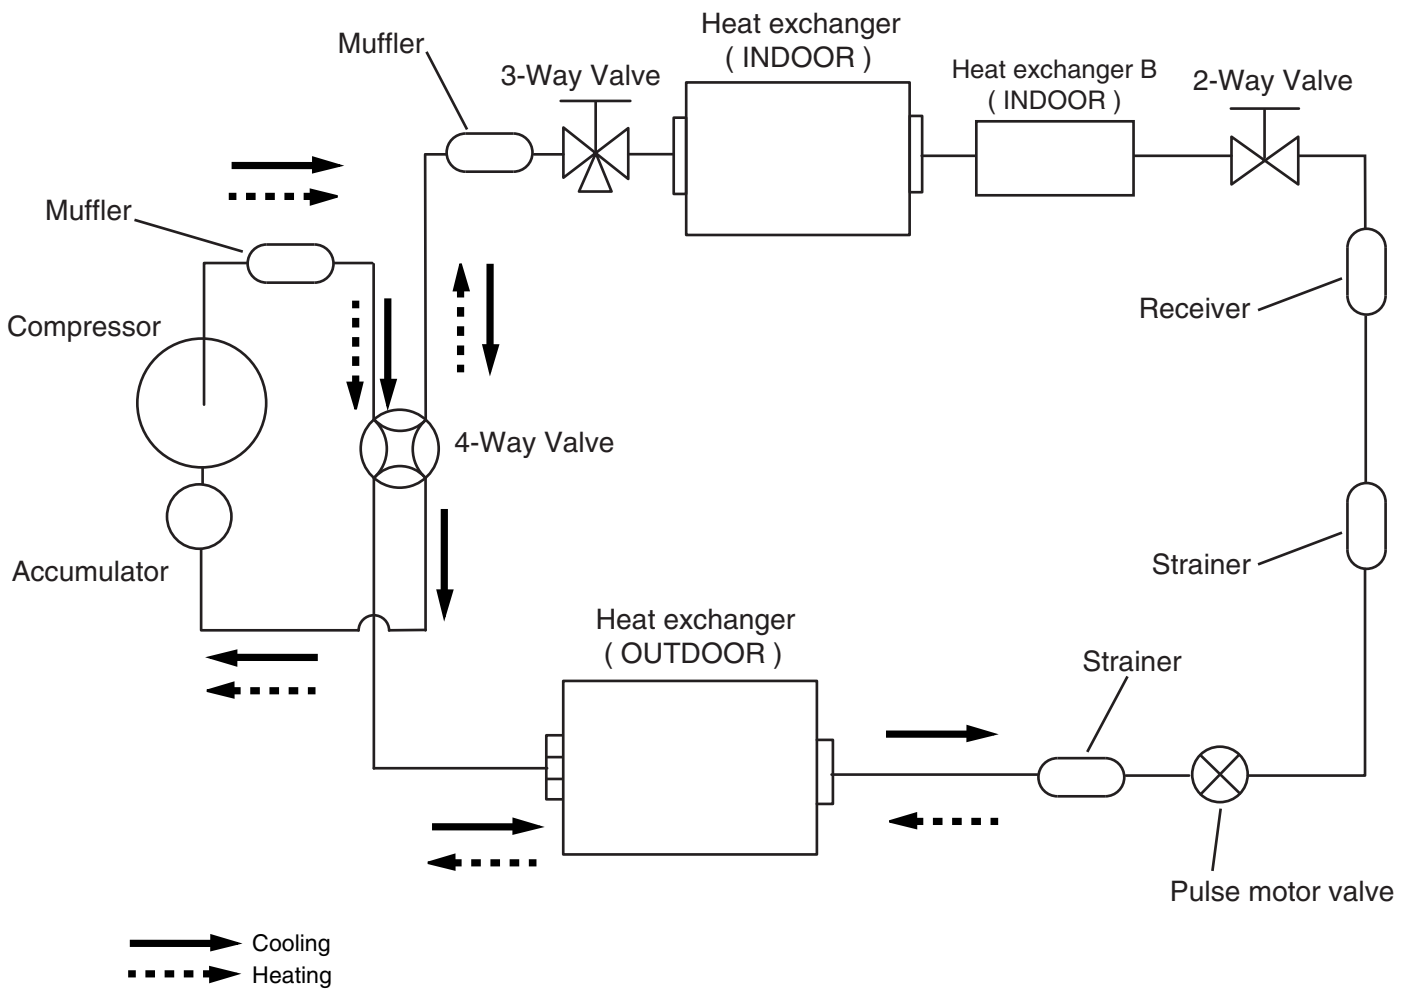 Heat exchanger
( INDOOR )
Muffler
3-Way Valve
Heat exchanger B
( INDOOR )
2-Way Valve
Muffler
Receiver
Compressor
4-Way Valve
Strainer
Accumulator
Heat exchanger
( OUTDOOR )
Strainer
Pulse motor valve
Cooling
Heating